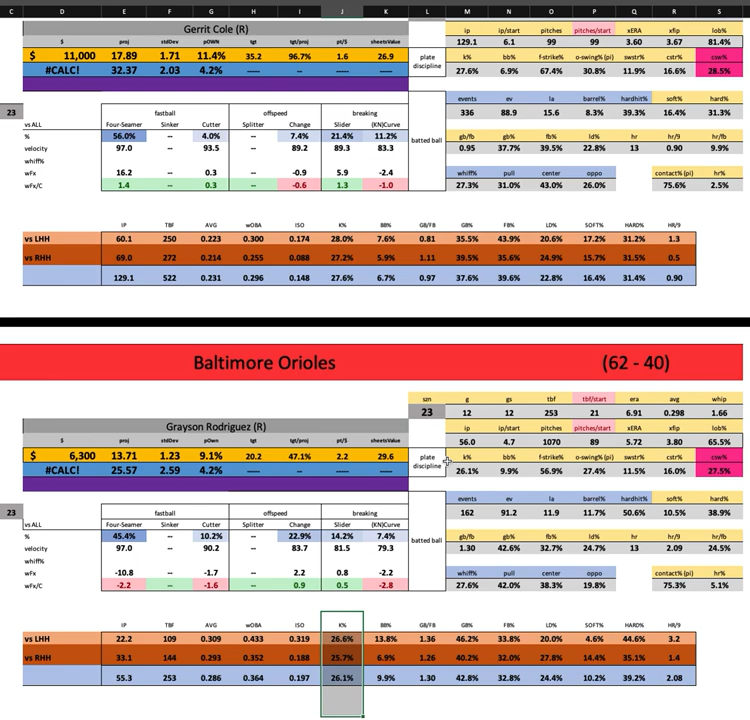 C D E F G H I J K L M N O P Q R S
Gerrit Cole (R) ip ip/start pitches pitches/start xERA xfip lob%
$ proj stdDev pOWN tgt tgt/proj pt/$ sheetsValue 129.1 6.1 99 99 3.60 3.67 81.4%
$ 11,000 17.89 1.71 11.4% 35.2 96.7% 1.6 26.9 plate discipline k% bb% f-strike% o-swing% (pi) swstr% cstr% csw%
#CALC! 32.37 2.03 4.2% ---- -- ---- 27.6% 6.9% 67.4% 30.8% 11.9% 16.6% 28.5%
events ev la barrel% hardhit% soft% hard%
23 fastball offspeed breaking 336 88.9 15.6 8.3% 39.3% 16.4% 31.3%
vs ALL Four-Seamer Sinker Cutter Splitter Change Slider (KN)Curve
% 56.0% -- 4.0% -- 7.4% 21.4% 11.2% batted ball gb/fb gb% fb% ld% hr hr/9 hr/fb
velocity 97.0 -- 93.5 -- 89.2 89.3 83.3 0.95 37.7% 39.5% 22.8% 13 0.90 9.9%
whiff%
wFx 16.2 -- 0.3 -- -0.9 5.9 -2.4 whiff% pull center oppo contact% (pi) hr%
wFx/C 1.4 -- 0.3 -- -0.6 1.3 -1.0 27.3% 31.0% 43.0% 26.0% 75.6% 2.5%
IP TBF AVG wOBA ISO K% BB% GB/FB GB% FB% LD% SOFT% HARD% HR/9
vs LHH 60.1 250 0.223 0.300 0.174 28.0% 7.6% 0.81 35.5% 43.9% 20.6% 17.2% 31.2% 1.3
vs RHH 69.0 272 0.214 0.255 0.088 27.2% 5.9% 1.11 39.5% 35.6% 24.9% 15.7% 31.5% 0.5
129.1 522 0.231 0.296 0.148 27.6% 6.7% 0.97 37.6% 39.6% 22.8% 16.4% 31.4% 0.90
Baltimore Orioles (62 - 40)
szn g gs tbf tbf/start era avg whip
23 12 12 253 21 6.91 0.298 1.66
Grayson Rodriguez (R) ip ip/start pitches pitches/start xERA xfip lob%
$ proj stdDev pOwn tgt tgt/proj pt/$ sheetsValue 56.0 4.7 1070 89 5.72 3.80 65.5%
$ 6,300 13.71 1.23 9.1% 20.2 47.1% 2.2 29.6 plate discipline k% bb% f-strike% o-swing% (pi) swstr% cstr% csw%
#CALC! 25.57 2.59 4.2% ---- -- ---- 26.1% 9.9% 56.9% 27.4% 11.6% 16.0% 27.5%
events ev la barrel% hardhit% soft% hard%
23 fastball offspeed breaking 162 91.2 11.9 11.7% 50.6% 10.5% 38.9%
vs ALL Four-Seamer Sinker Cutter Splitter Change Slider (KN)Curve
% 45.4% -- 10.2% -- 22.9% 14.2% 7.4% batted ball gb/fb gb% fb% ld% hr hr/9 hr/fb
velocity 97.0 -- 90.2 -- 83.7 81.5 79.3 1.30 42.6% 32.7% 24.7% 13 2.09 24.5%
whiff%
wFx -10.8 -- -1.7 -- 2.2 0.8 -2.2 whiff% pull center oppo contact% (pi) hr%
wFx/C -2.2 -- -1.6 -- 0.9 0.5 -2.8 27.6% 42.0% 38.3% 19.8% 75.3% 5.1%
IP TBF AVG wOBA ISO K% BB% GB/FB GB% FB% LD% SOFT% HARD% HR/9
vs LHH 22.2 109 0.309 0.433 0.319 26.6% 13.8% 1.36 46.2% 33.8% 20.0% 4.6% 44.6% 3.2
vs RHH 33.1 144 0.293 0.352 0.188 25.7% 6.9% 1.26 40.2% 32.0% 27.8% 14.4% 35.1% 1.4
55.3 253 0.286 0.364 0.197 26.1% 9.9% 1.30 42.8% 32.8% 24.4% 10.2% 39.2% 2.08